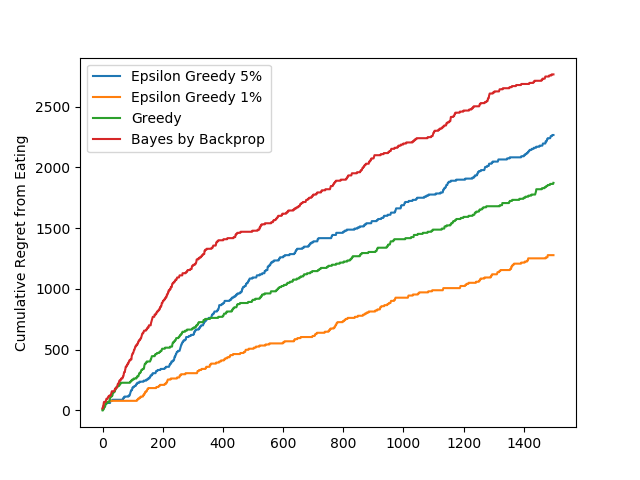 Epsilon Greedy 5%
Epsilon Greedy 1%
Greedy
Bayes by Backprop
Cumulative Regret from Eating
2500
2000
1500
1000
500
0
0 200 400 600 800 1000 1200 1400